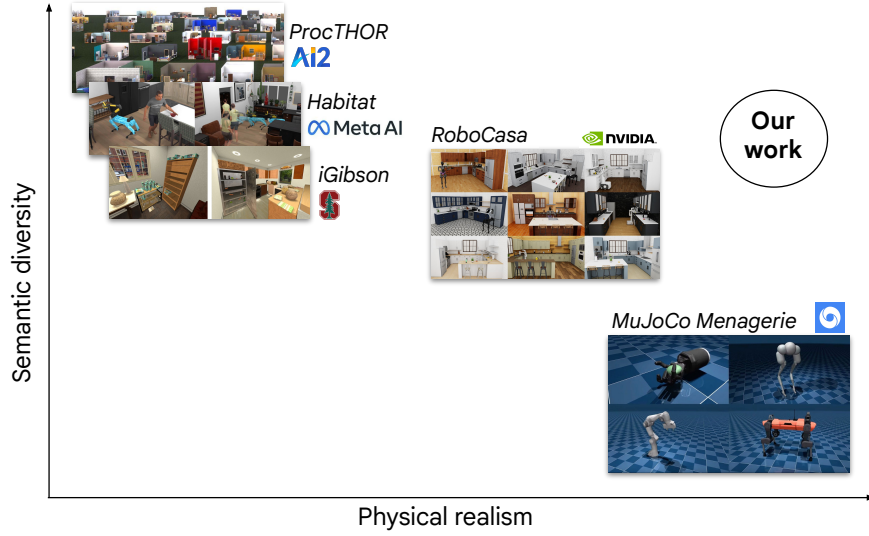 ProcTHOR
Ai2
Habitat
Meta AI
iGibson
S
RoboCasa
NVIDIA
Our
work
MuJoCo Menagerie
Semantic diversity
Physical realism